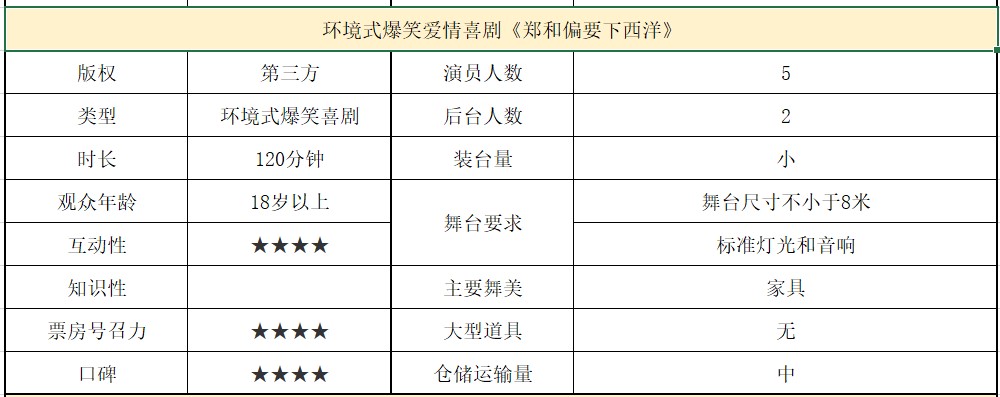 环境式爆笑爱情喜剧《郑和偏要下西洋》
版权 第三方 演员人数 5
类型 环境式爆笑喜剧 后台人数 2
时长 120分钟 装台量 小
观众年龄 18岁以上 舞台要求 舞台尺寸不小于8米
互动性 ★★★★ 标准灯光和音响
知识性 主要舞美 家具
票房号召力 ★★★★ 大型道具 无
口碑 ★★★★ 仓储运输量 中